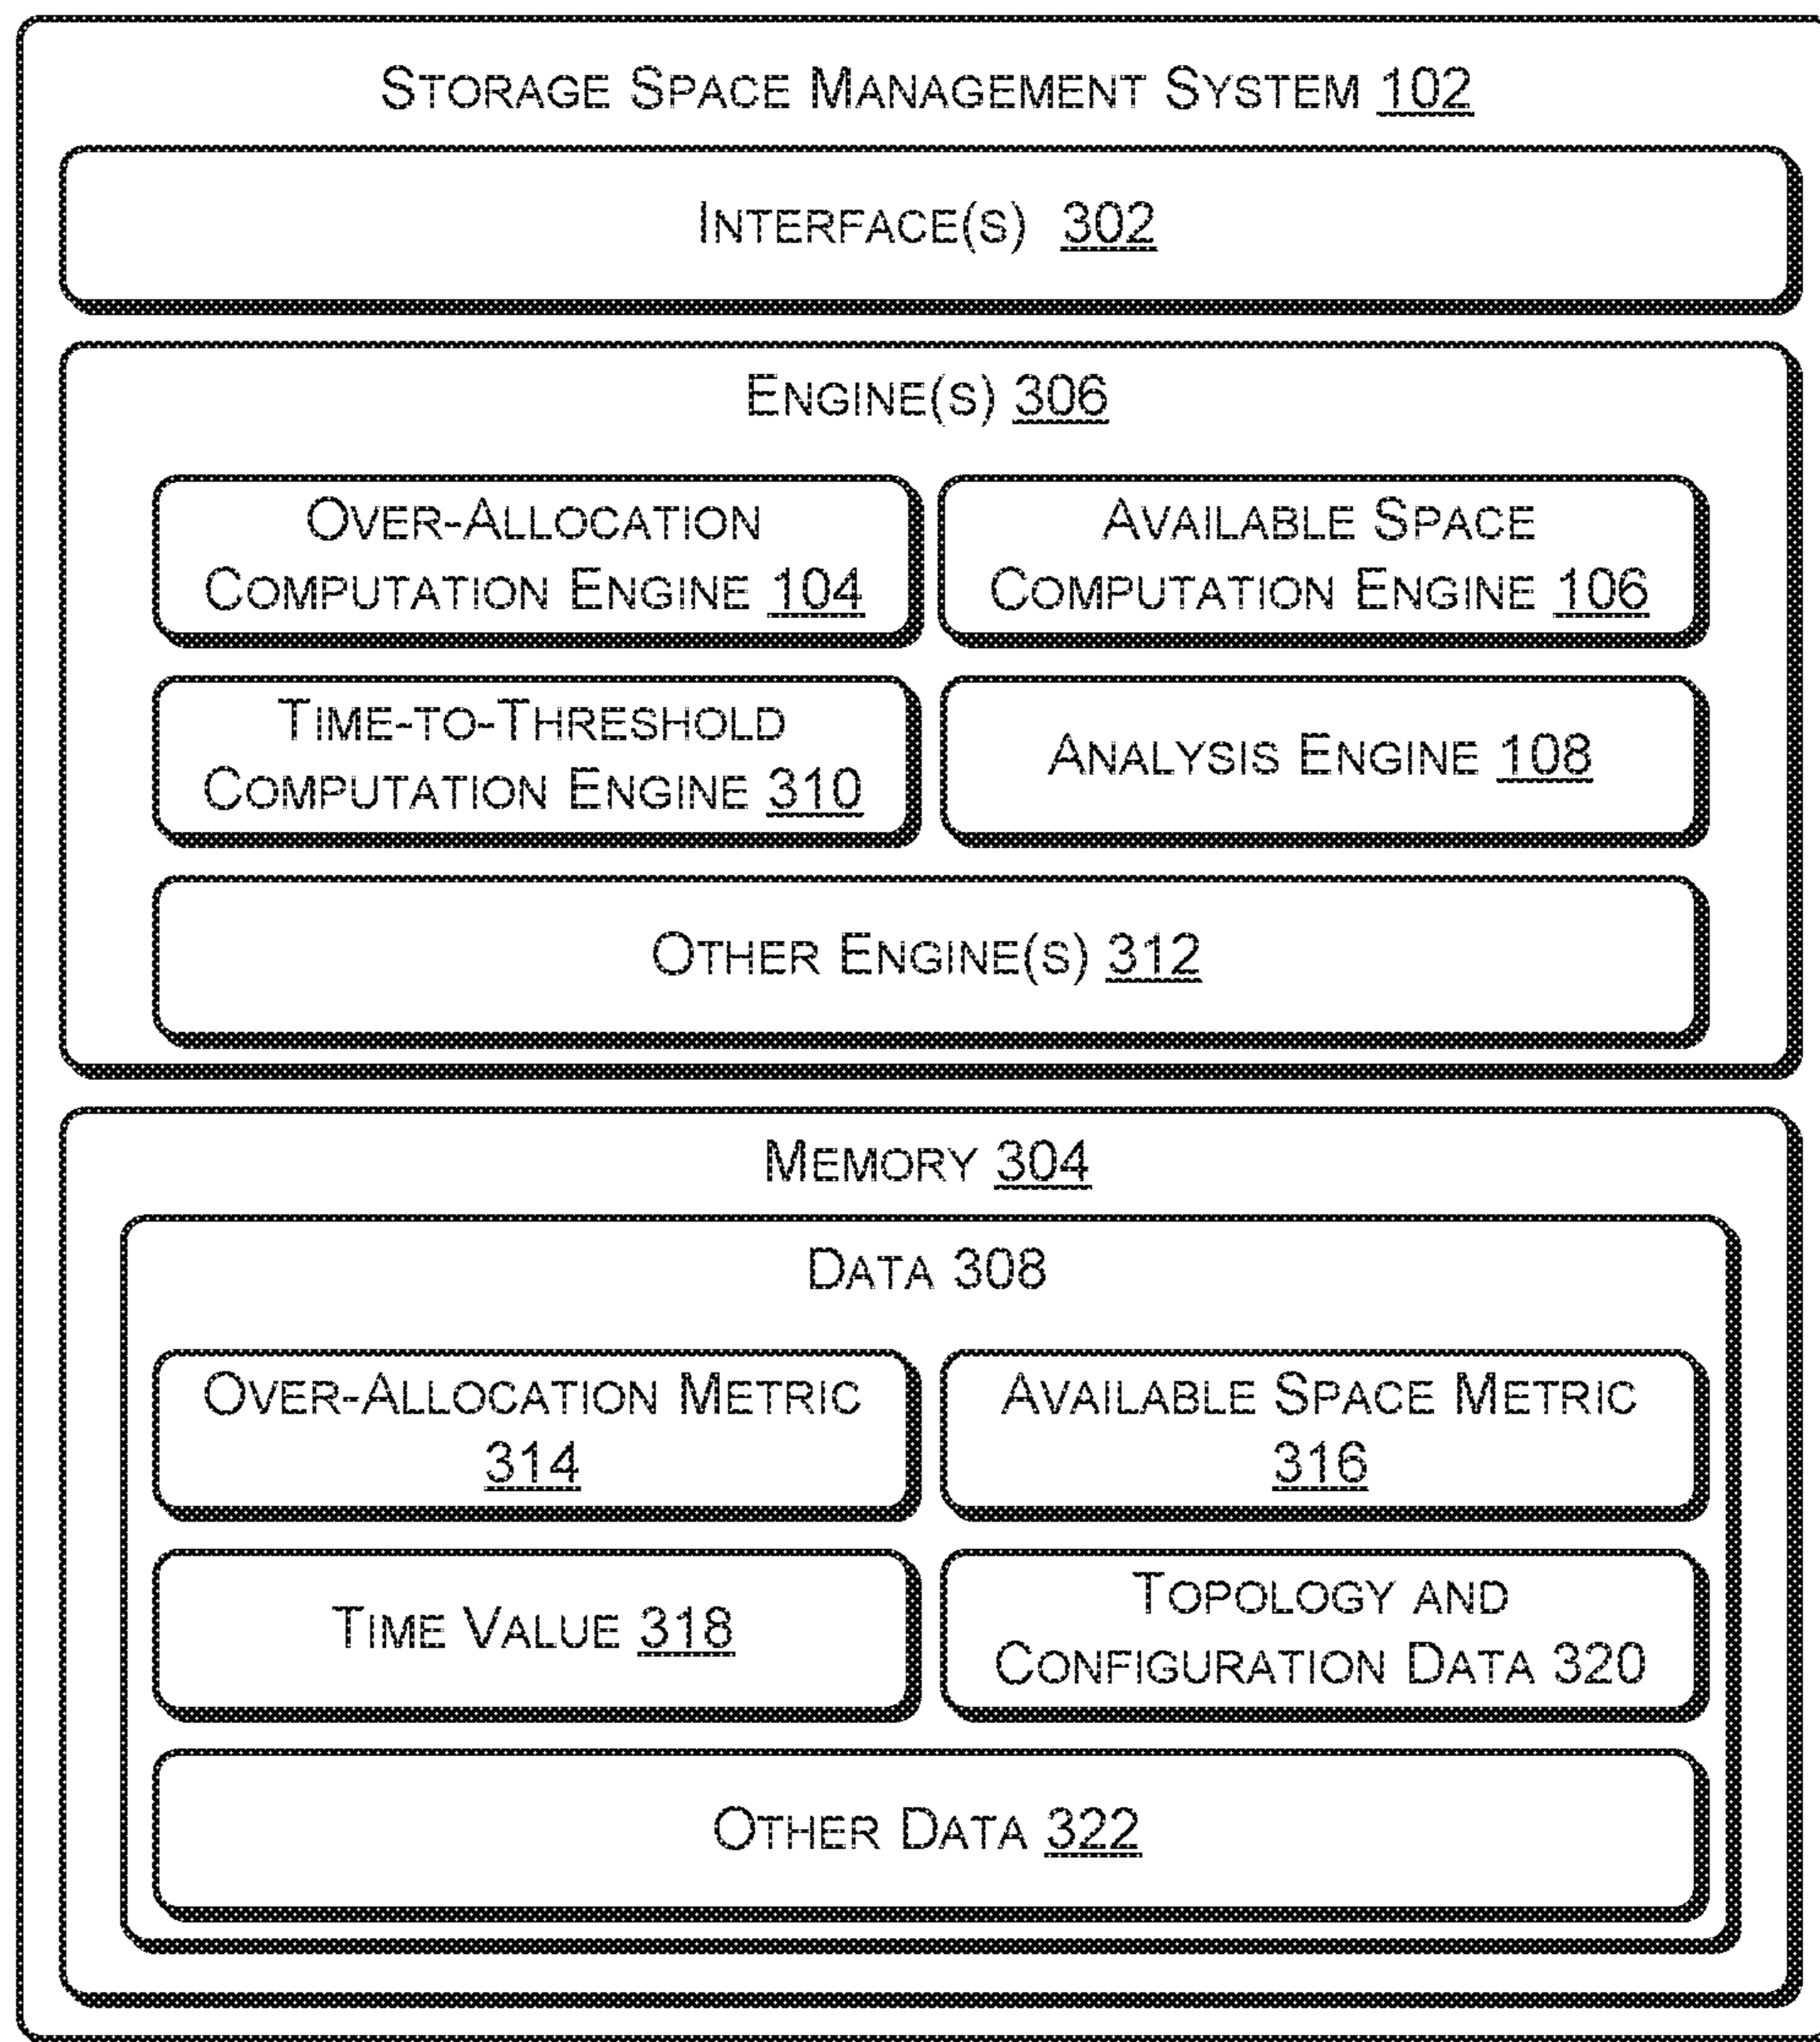 STORAGE SPACE MANAGEMENT SYSTEM 102
INTERFACE(S) 302
ENGINE(S) 306
OVER-ALLOCATION
COMPUTATION ENGINE 104
AVAILABLE SPACE
COMPUTATION ENGINE 106
TIME-TO-THRESHOLD
COMPUTATION ENGINE 310
ANALYSIS ENGINE 108
OTHER ENGINE(S) 312
MEMORY 304
DATA 308
OVER-ALLOCATION METRIC
314
AVAILABLE SPACE METRIC
316
TIME VALUE 318
TOPOLOGY AND
CONFIGURATION DATA 320
OTHER DATA 322